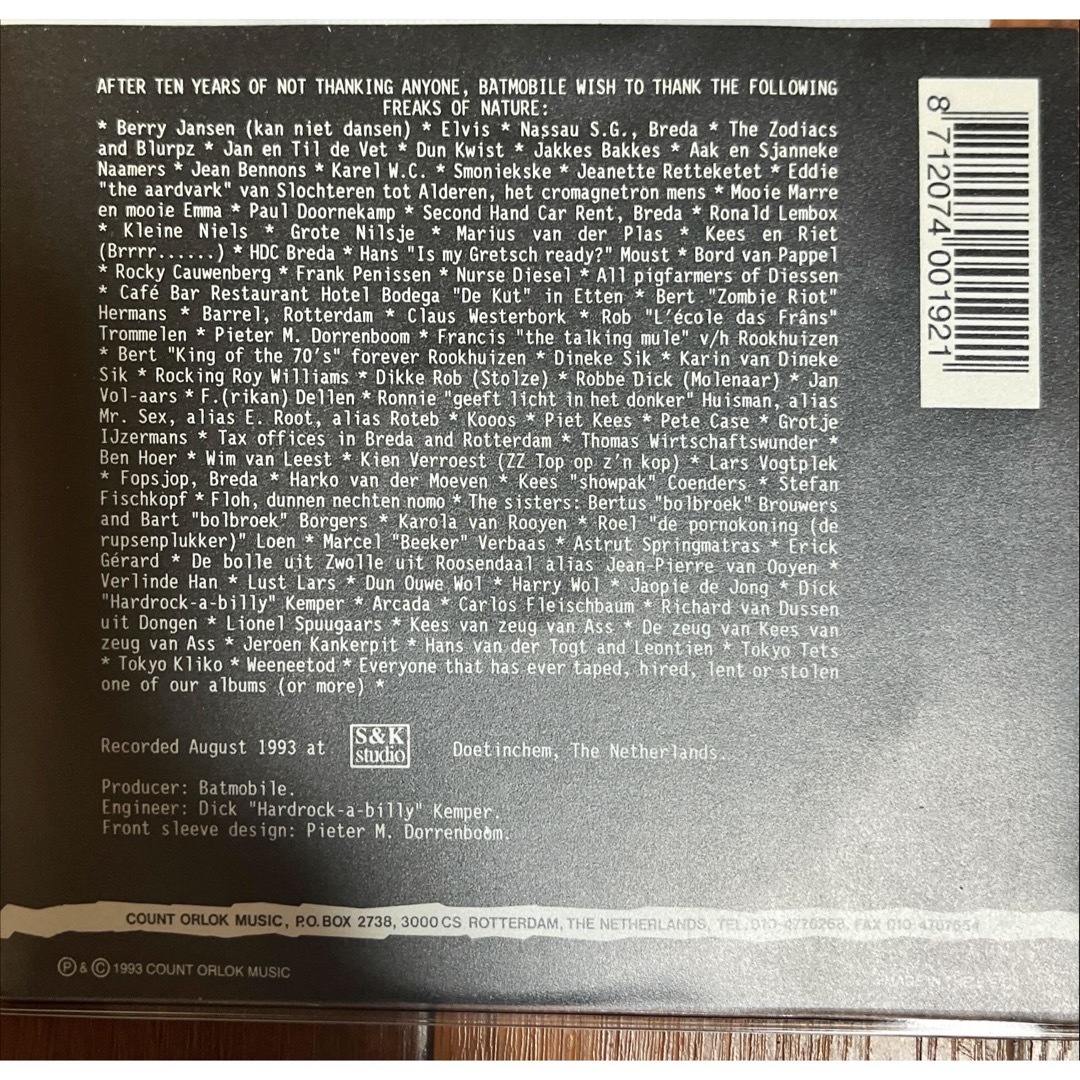 AFTER TEN YEARS OF NOT THANKING ANYONE, BATMOBILE WISH TO THANK THE FOLLOWING
FREAKS OF NATURE:
* Berry Jansen (kan niet dansen) * Elvis * Nassau S.G., Breda * The Zodiacs
and Blurpz * Jan en Til de Vet * Dun Kwist * Jakkes Bakkes * Aak en Sjanneke
Naamers * Jean Bennons * Karel W.C. * Smoniekske * Jeanette Retteketet * Eddie
"the aardvark" van Slochteren tot Alderen, het cromagnetron mens * Mooie Marre
en mooie Emma * Paul Doornekamp * Second Hand Car Rent, Breda * Ronald Lembox
* Kleine Niels * Grote Nilsje * Marius van der Plas * Kees en Riet
(Brrrr......) * HDC Breda * Hans "Is my Gretsch ready?" Moust * Bord van Pappel
* Rocky Cauwenberg * Frank Penissen * Nurse Diesel * All pigfarmers of Diessen
* Café Bar Restaurant Hotel Bodega "De Kut" in Etten * Bert "Zombie Riot"
Hermans * Barrel, Rotterdam * Claus Westerbork * Rob "L'école das Frâns"
Trommelen * Pieter M. Dorrenboom * Francis "the talking mule" v/h Rookhuizen
* Bert "King of the 70's" forever Rookhuizen * Dineke Sik * Karin van Dineke
Sik * Rocking Roy Williams * Dikke Rob (Stolze) * Robbe Dick (Molenaar) * Jan
Vol-aars * F.(rikan) Dellen * Ronnie "geeft licht in het donker" Huisman, alias
Mr. Sex, alias E. Root, alias Roteb * Kooos * Piet Kees * Pete Case * Grotje
IJzermans * Tax offices in Breda and Rotterdam * Thomas Wirtschaftswunder *
Ben Hoer * Wim van Leest * Kien Verroest (ZZ Top op z'n kop) * Lars Vogtplek
* Fopsjop, Breda * Harko van der Moeven * Kees "showpak" Coenders * Stefan
Fischkopf * Floh, dunnen nechten nomo * The sisters: Bertus "bolbroek" Brouwers
and Bart "bolbroek" Borgers * Karola van Rooyen * Roel "de pornokoning (de
rupsenplukker)" Loen * Marcel "Beeker" Verbaas * Astrut Springmatras * Erick
Gérard * De bolle uit Zwolle uit Roosendaal alias Jean-Pierre van Ooyen *
Verlinde Han * Lust Lars * Dun Ouwe Wol * Harry Wol * Jaopie de Jong * Dick
"Hardrock-a-billy" Kemper * Arcada * Carlos Fleischbaum * Richard van Dussen
uit Dongen * Lionel Spuugaars * Kees van zeug van Ass * De zeug van Kees van
zeug van Ass * Jeroen Kankerpit * Hans van der Togt and Leontien * Tokyo Tets
* Tokyo Kliko * Weeneetod * Everyone that has ever taped, hired, lent or stolen
one of our albums (or more) *
8 712074 001921
Recorded August 1993 at S&K studio Doetinchem, The Netherlands.
Producer: Batmobile.
Engineer: Dick "Hardrock-a-billy" Kemper.
Front sleeve design: Pieter M. Dorrenboom.
COUNT ORLOK MUSIC, P.O. BOX 2738, 3000 CS ROTTERDAM, THE NETHERLANDS, TEL. 010-4776268, FAX 010-4767654
Ⓟ & © 1993 COUNT ORLOK MUSIC